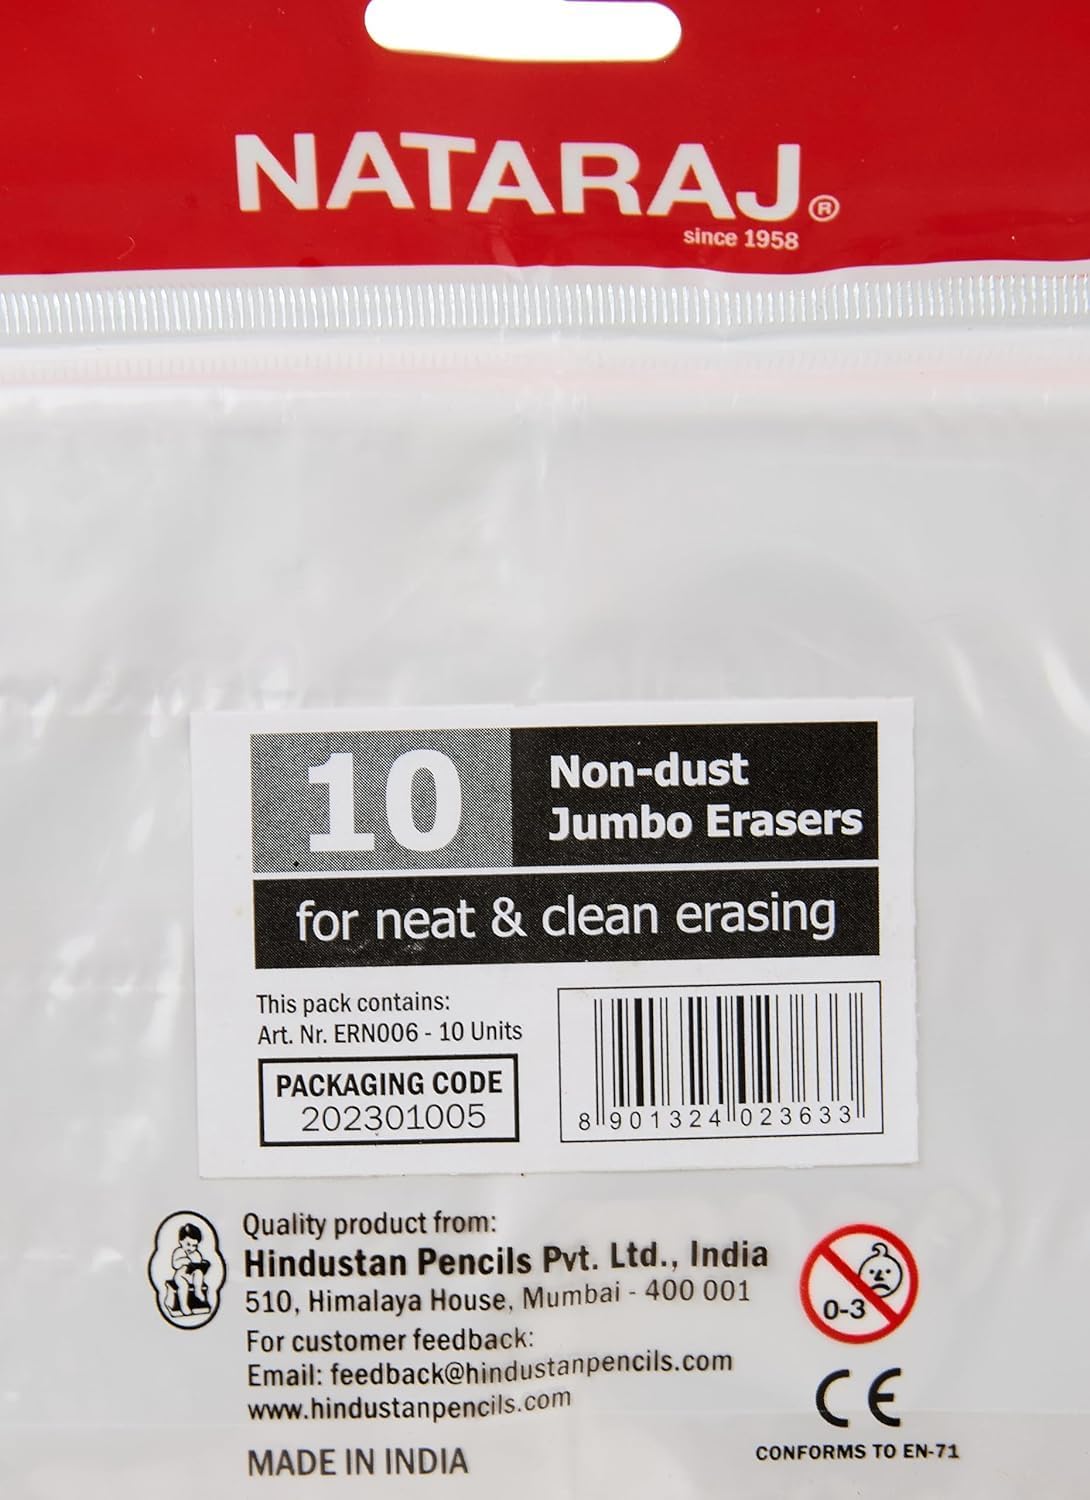 NATARAJ®
since 1958
10
Non-dust
Jumbo Erasers
for neat & clean erasing
This pack contains:
Art. Nr. ERN006 - 10 Units
PACKAGING CODE
202301005
8 901324 023633
Quality product from:
Hindustan Pencils Pvt. Ltd., India
510, Himalaya House, Mumbai - 400 001
For customer feedback:
Email: feedback@hindustanpencils.com
www.hindustanpencils.com
MADE IN INDIA
0-3
CE
CONFORMS TO EN-71